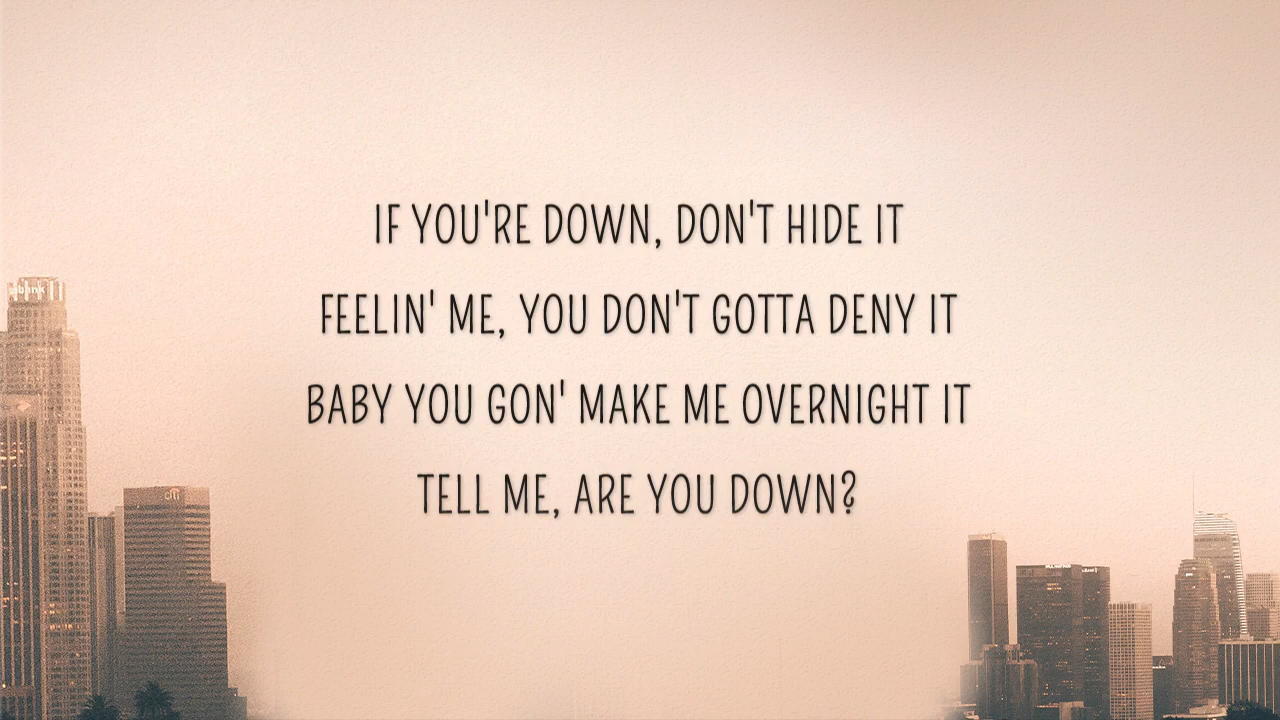 IF YOU'RE DOWN, DON'T HIDE IT
FEELIN' ME, YOU DON'T GOTTA DENY IT
BABY YOU GON' MAKE ME OVERNIGHT IT
TELL ME, ARE YOU DOWN?
citi